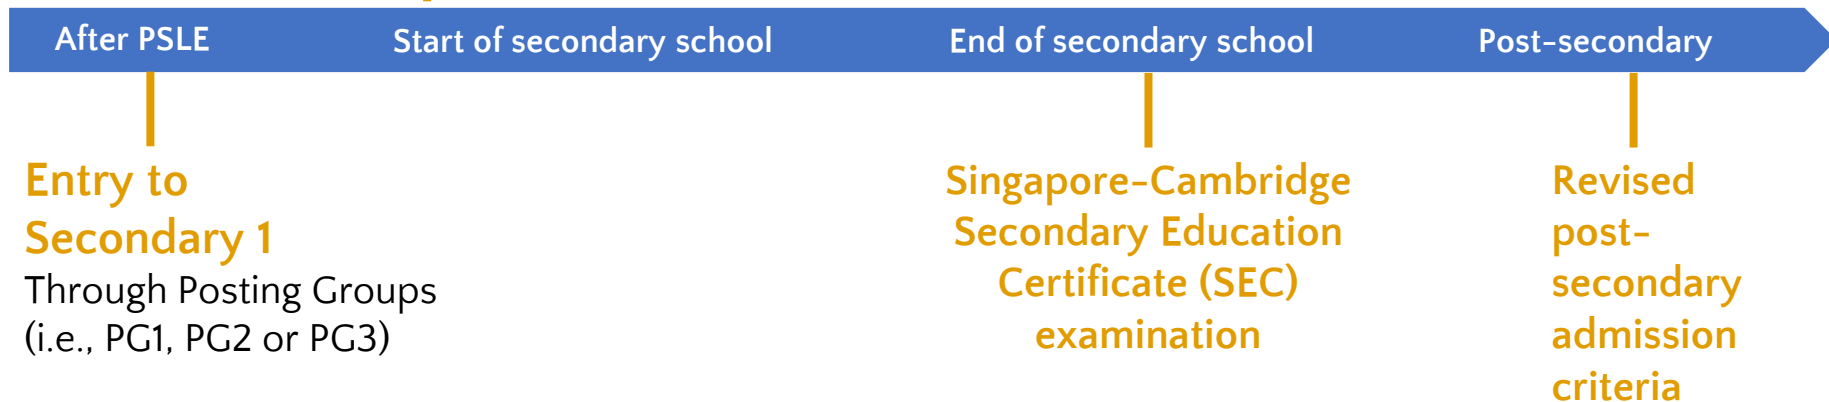 After PSLE
Start of secondary school
End of secondary school
Post-secondary
Entry to
Secondary 1
Through Posting Groups
(i.e., PG1, PG2 or PG3)
Singapore-Cambridge
Secondary Education
Certificate (SEC)
examination
Revised
post-
secondary
admission
criteria